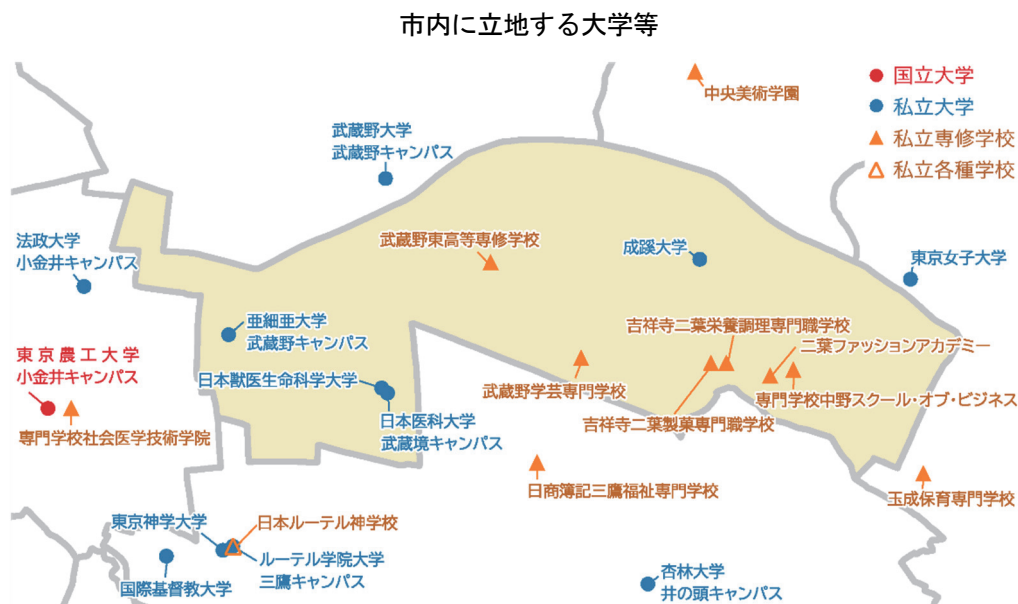 市内に立地する大学等
中央美術学園
国立大学
私立大学
私立専修学校
私立各種学校
武蔵野大学
武蔵野キャンパス
法政大学
小金井キャンパス
武蔵野東高等専修学校
成蹊大学
東京女子大学
亜細亜大学
武蔵野キャンパス
吉祥寺二葉栄養調理専門職学校
二葉ファッションアカデミー
東京農工大学
小金井キャンパス
日本獣医生命科学大学
武蔵野学芸専門学校
専門学校中野スクール・オブ・ビジネス
日本医科大学
武蔵境キャンパス
吉祥寺二葉製菓専門職学校
専門学校社会医学技術学院
日商簿記三鷹福祉専門学校
玉成保育専門学校
東京神学大学
日本ルーテル神学校
ルーテル学院大学
三鷹キャンパス
国際基督教大学
杏林大学
井の頭キャンパス